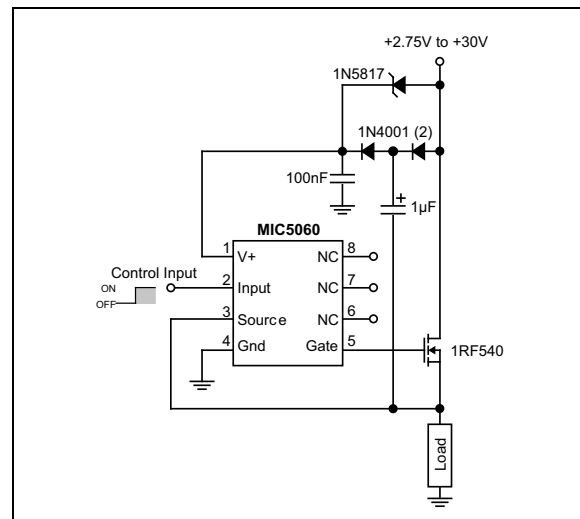 +2.75V to +30V
1N5817
1N4001 (2)
100nF
+
1µF
MIC5060
1 V+ NC 8
Control Input
ON
OFF
2 Input NC 7
3 Source NC 6
4 Gnd Gate 5
1RF540
Load